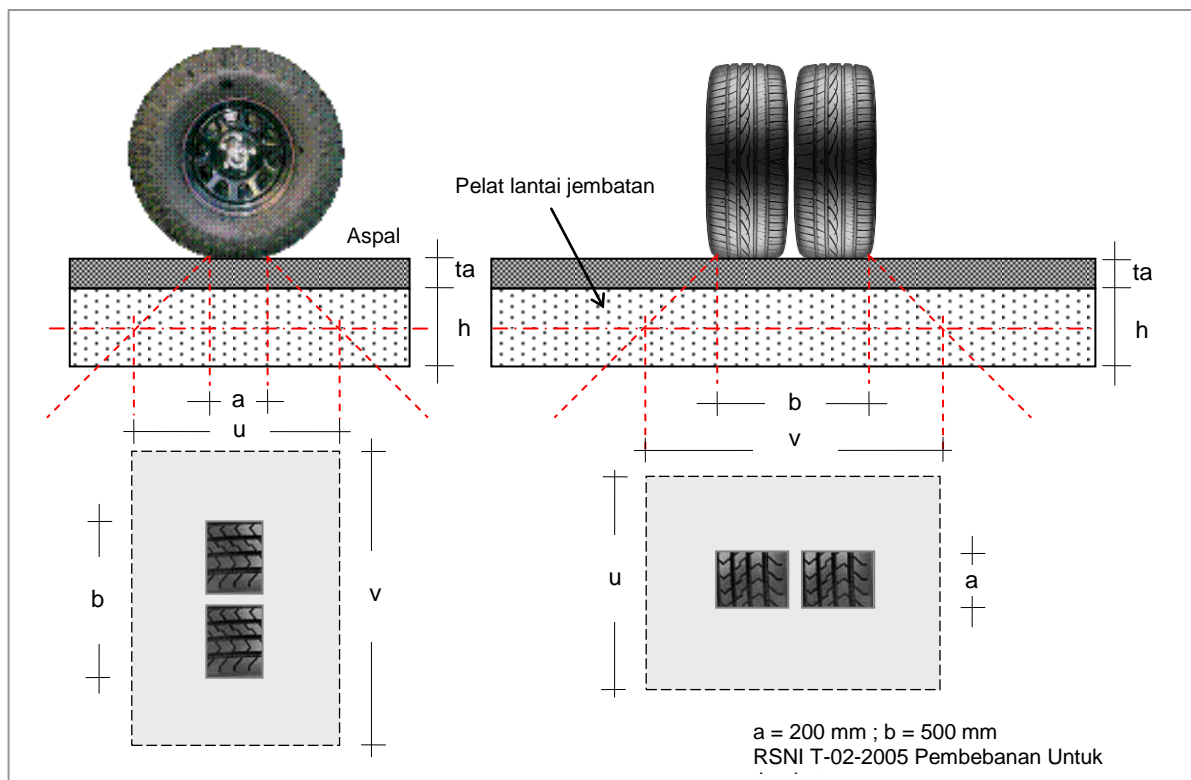 Pelat lantai jembatan
Aspal
ta
h
ta
h
a
u
b
v
b
v
u
a
a = 200 mm ; b = 500 mm
RSNI T-02-2005 Pembebanan Untuk